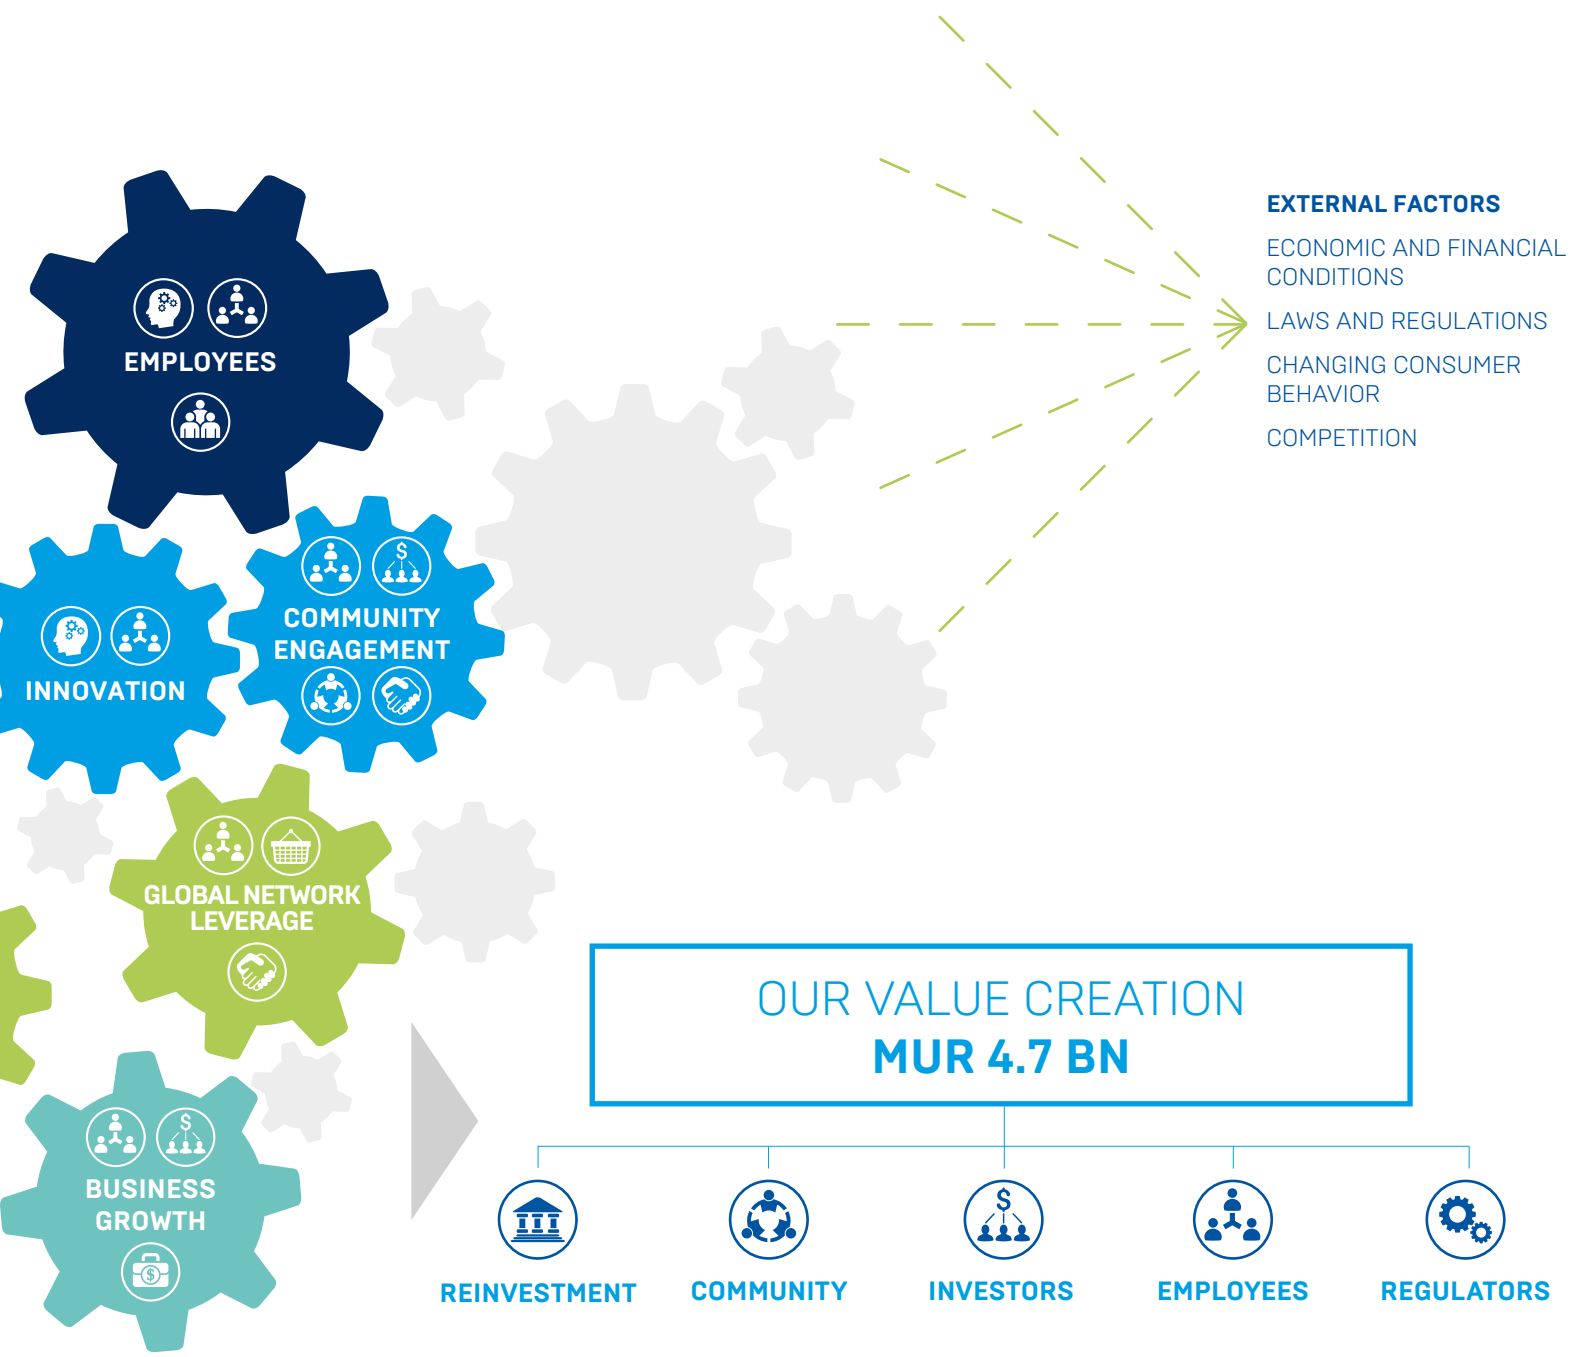 EXTERNAL FACTORS
ECONOMIC AND FINANCIAL
CONDITIONS
LAWS AND REGULATIONS
CHANGING CONSUMER
BEHAVIOR
COMPETITION
EMPLOYEES
COMMUNITY
ENGAGEMENT
INNOVATION
GLOBAL NETWORK
LEVERAGE
BUSINESS
GROWTH
OUR VALUE CREATION
MUR 4.7 BN
REINVESTMENT
COMMUNITY
INVESTORS
EMPLOYEES
REGULATORS